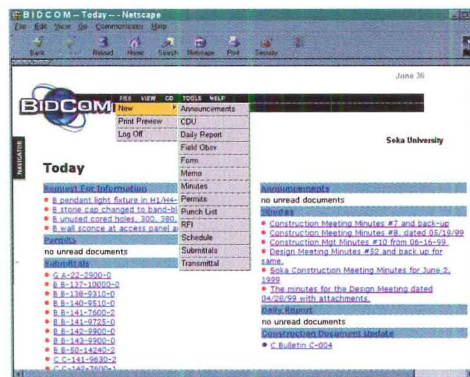 BIDCOM -- Today -- - Netscape
File Edit View Go Communicator Help
Back Reload Home Search Netscape Print Security
June 36
BIDCOM
FILE VIEW CD TOOLS HELP
New
Print Preview
Log Off
Announcements
CDU
Daily Report
Field Obsv
Form
Memo
Minutes
Permits
Punch List
RFI
Schedule
Submittals
Transmittal
Soka University
NAVIGATOR
Today
Request For Information
B pendant light fixture in H1/H4-
B stone cap changed to band-bl
B unuted cored holes, 300, 380,
B wall sconce at access panel a
Permits
no unread documents
Submittals
G A-22-2900-0
B B-137-10000-0
B B-138-9310-0
B B-140-9510-0
B B-141-7600-2
B B-141-9725-0
B B-142-9900-0
B B-143-9900-0
B B-50-14240-2
C C-141-9630-2
C C-142-7600-1
Announcements
no unread documents
Minutes
Construction Meeting Minutes #7 and back-up
Construction Meeting Minutes #8, dated 05/19/99
Construction Mgt Minutes #10 from 06-16-99
Design Meeting Minutes #52 and back up for
same.
Soka Construction Meeting Minutes for June 2,
1999
The minutes for the Design Meeting dated
04/28/99 with attachments.
Daily Report
no unread documents
Construction Document Update
C Bulletin C-004